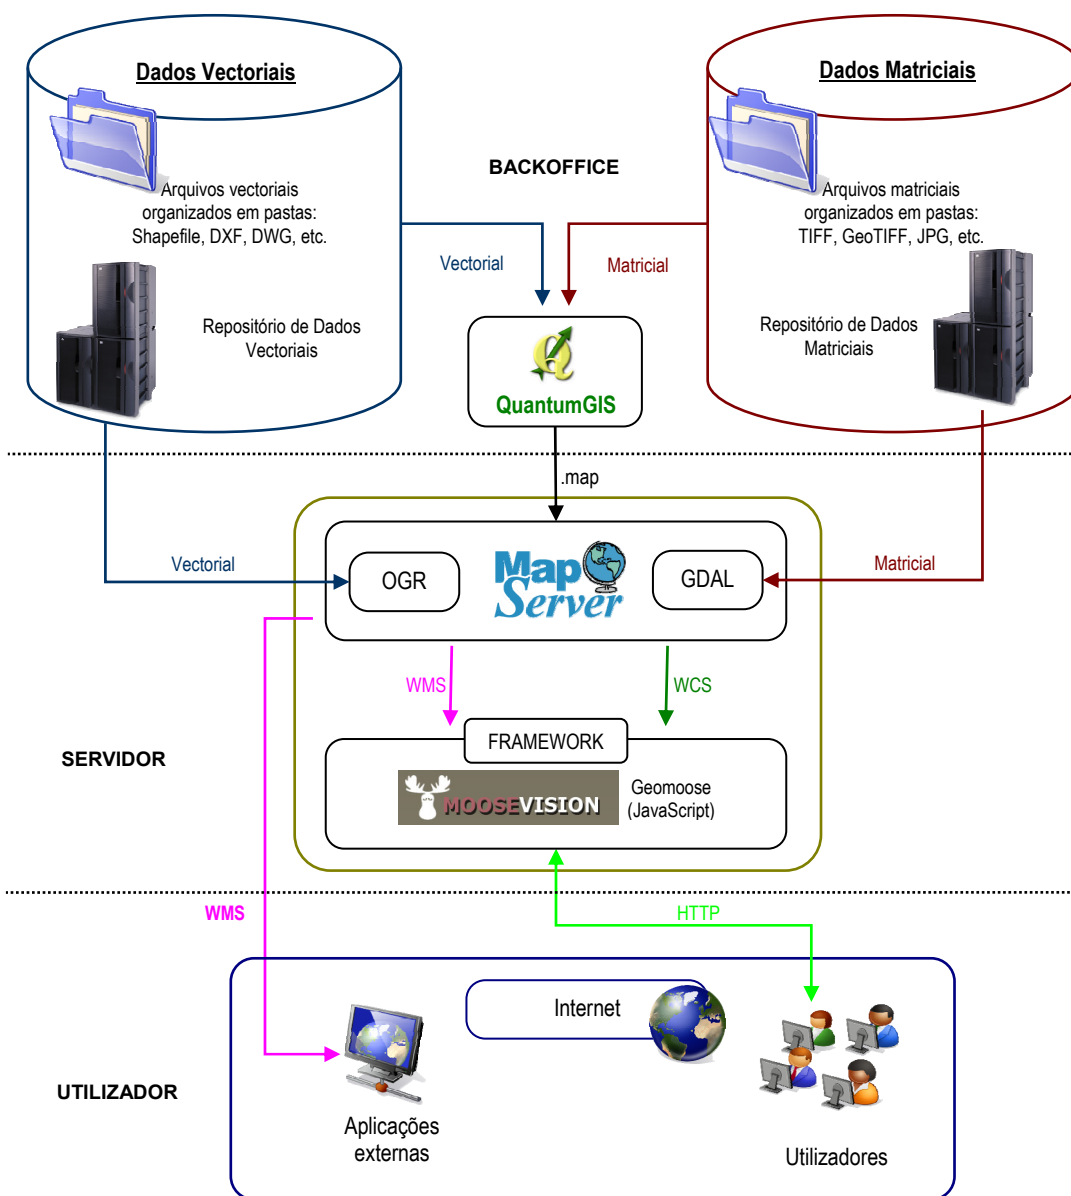 Dados Vectoriais
Arquivos vectoriais
organizados em pastas:
Shapefile, DXF, DWG, etc.
Repositório de Dados
Vectoriais
BACKOFFICE
Dados Matriciais
Arquivos matriciais
organizados em pastas:
TIFF, GeoTIFF, JPG, etc.
Repositório de Dados
Matriciais
Vectorial
Matricial
QuantumGIS
.map
Vectorial
OGR
Map
Server
GDAL
Matricial
WMS
WCS
SERVIDOR
FRAMEWORK
MOOSEVISION
Geomoose
(JavaScript)
WMS
HTTP
Internet
UTILIZADOR
Aplicações
externas
Utilizadores